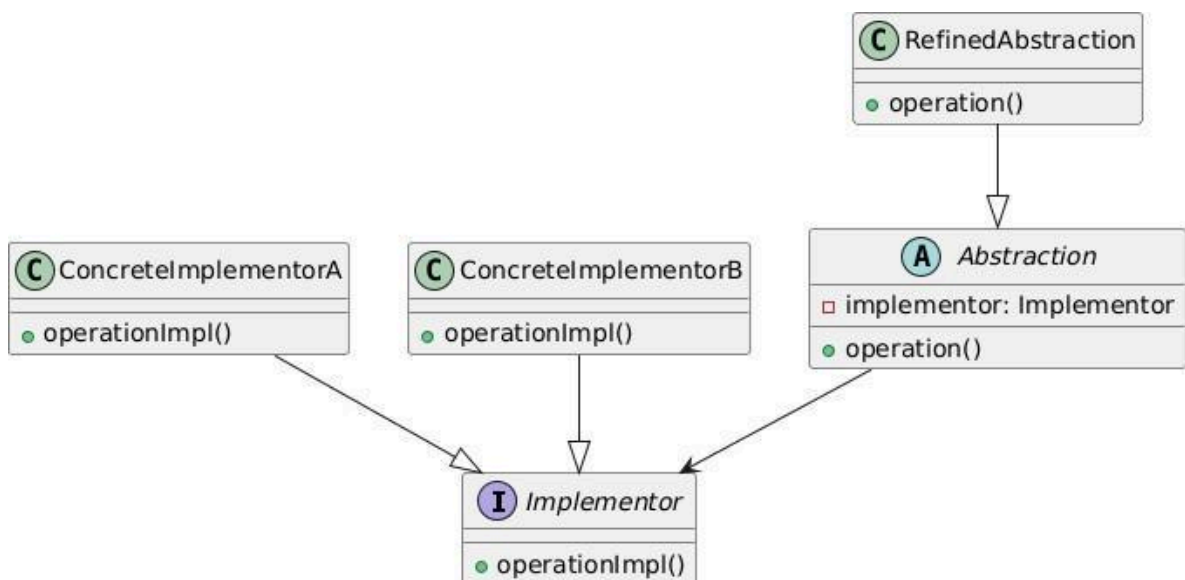 C RefinedAbstraction
operation()
C ConcreteImplementorA
operationImpl()
C ConcreteImplementorB
operationImpl()
A Abstraction
implementor: Implementor
operation()
I Implementor
operationImpl()